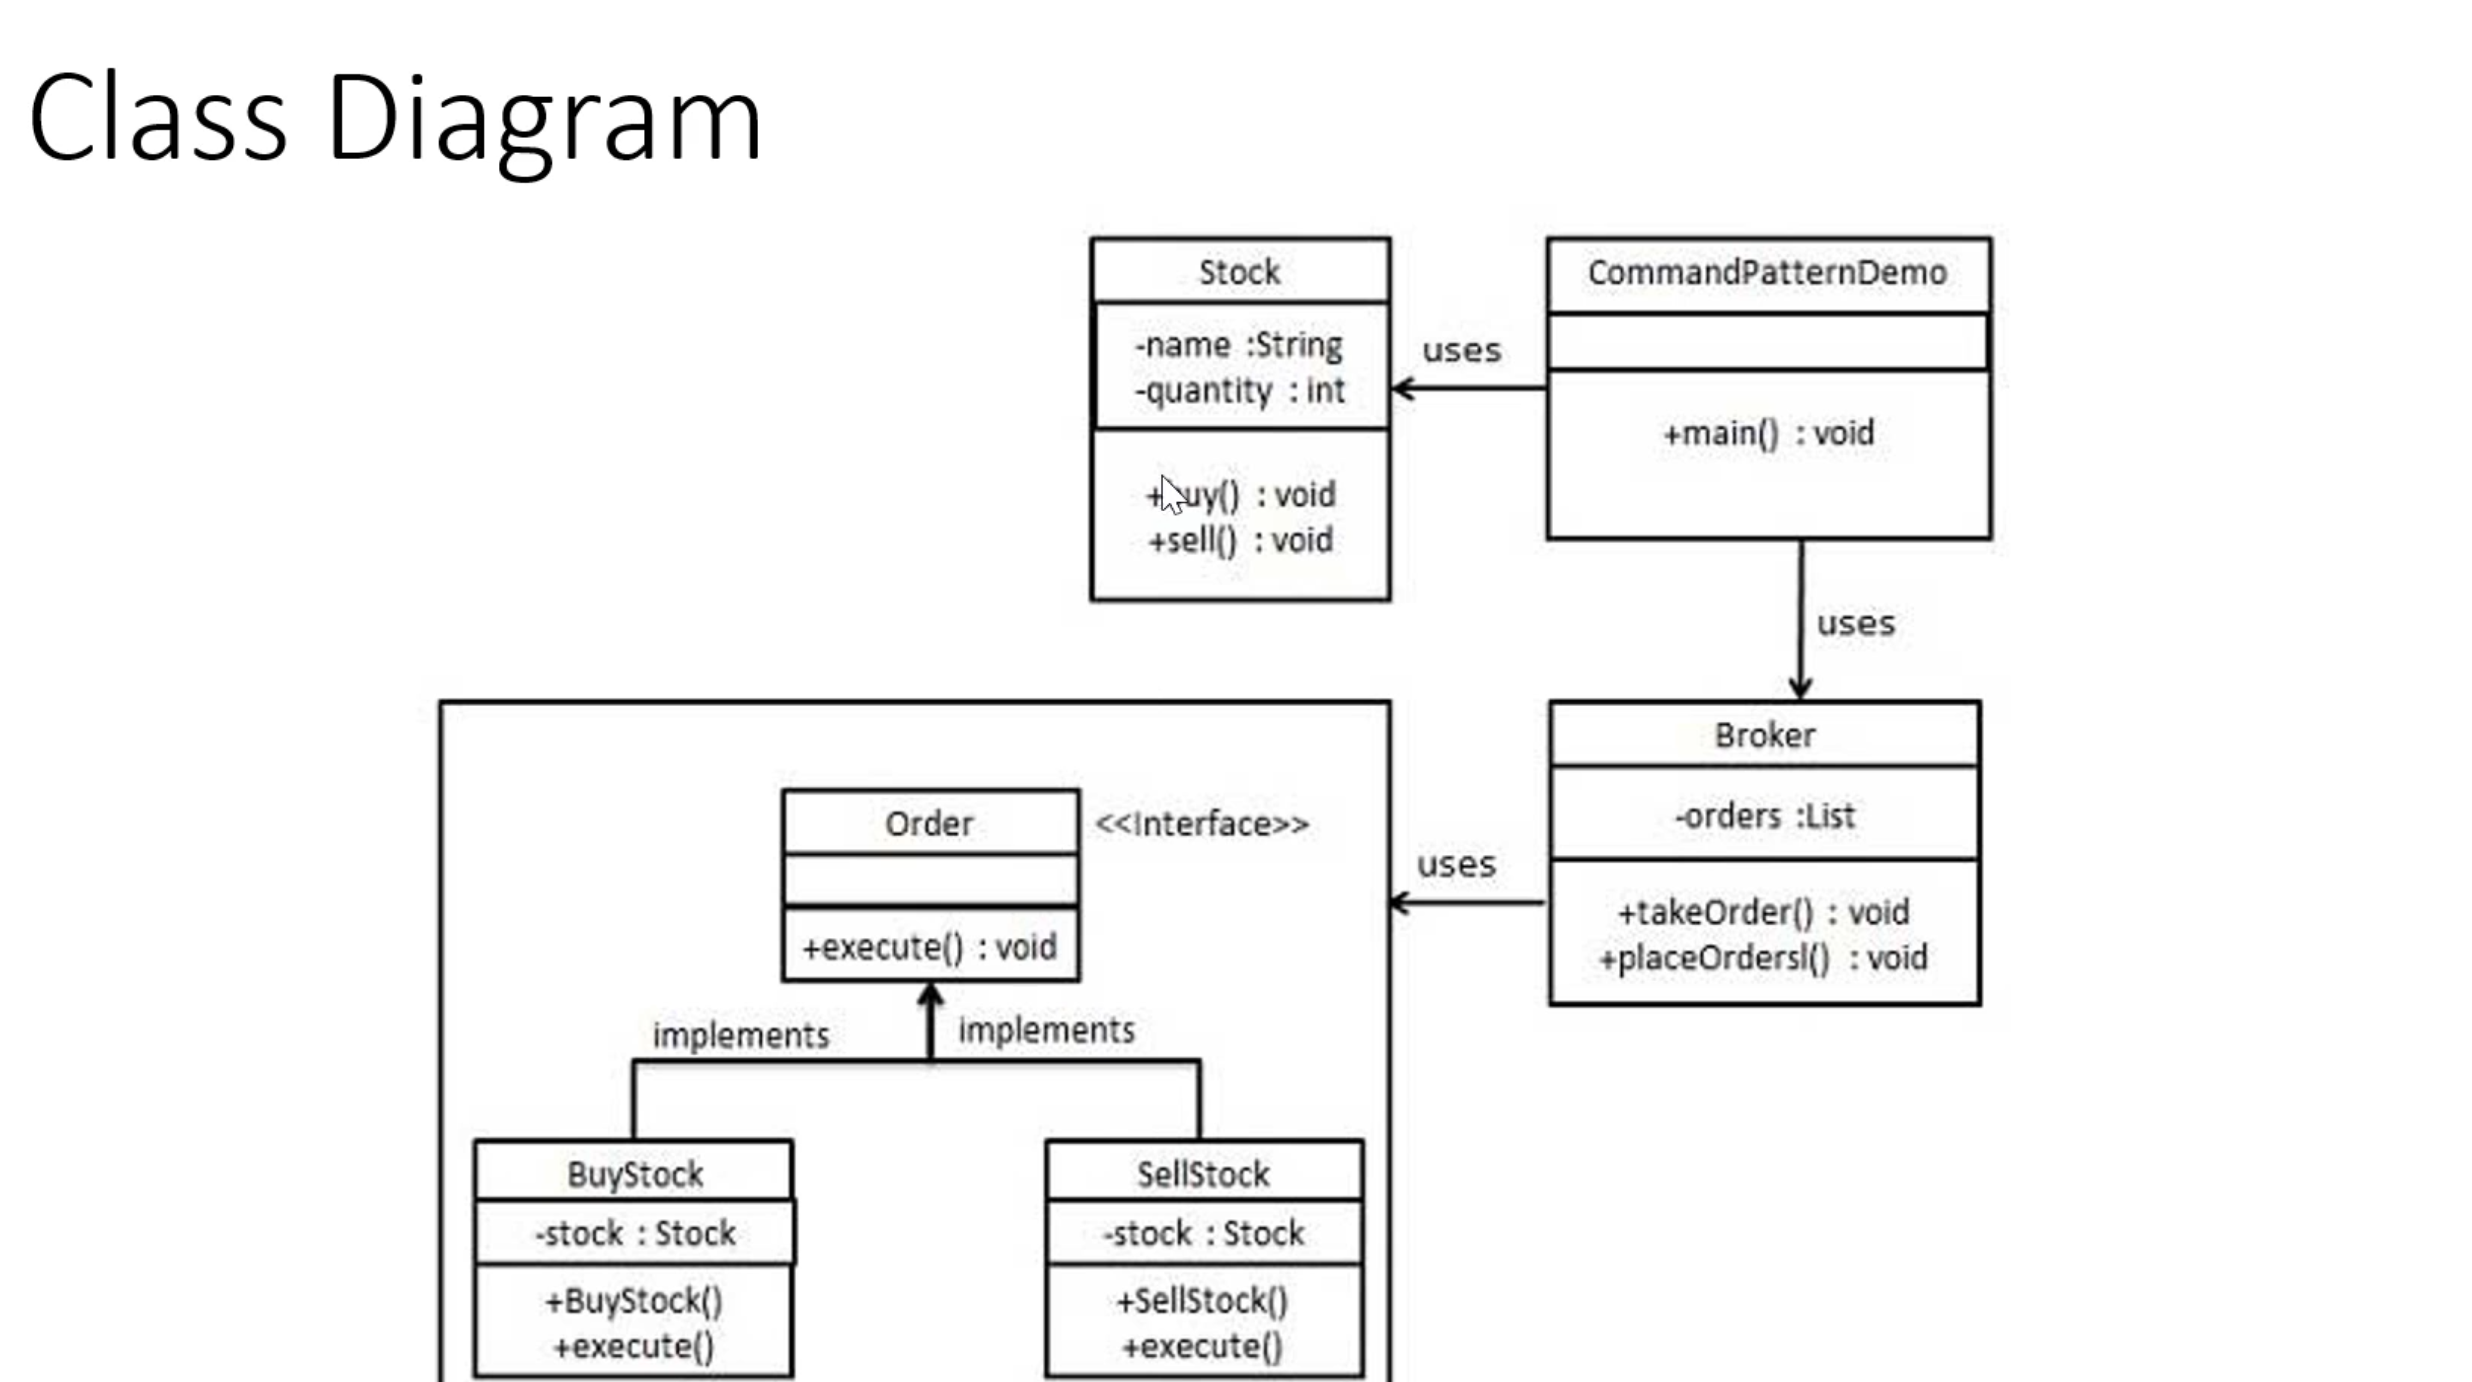 Class Diagram
Stock
-name :String
-quantity : int
+sell() : void
uses
CommandPatternDemo
+main() : void
uses
Broker
-orders :List
+takeOrder() : void
+placeOrdersl() : void
uses
Order
<<Interface>>
+execute() : void
implements
implements
BuyStock
-stock : Stock
+BuyStock()
+execute()
SellStock
-stock : Stock
+SellStock()
+execute()